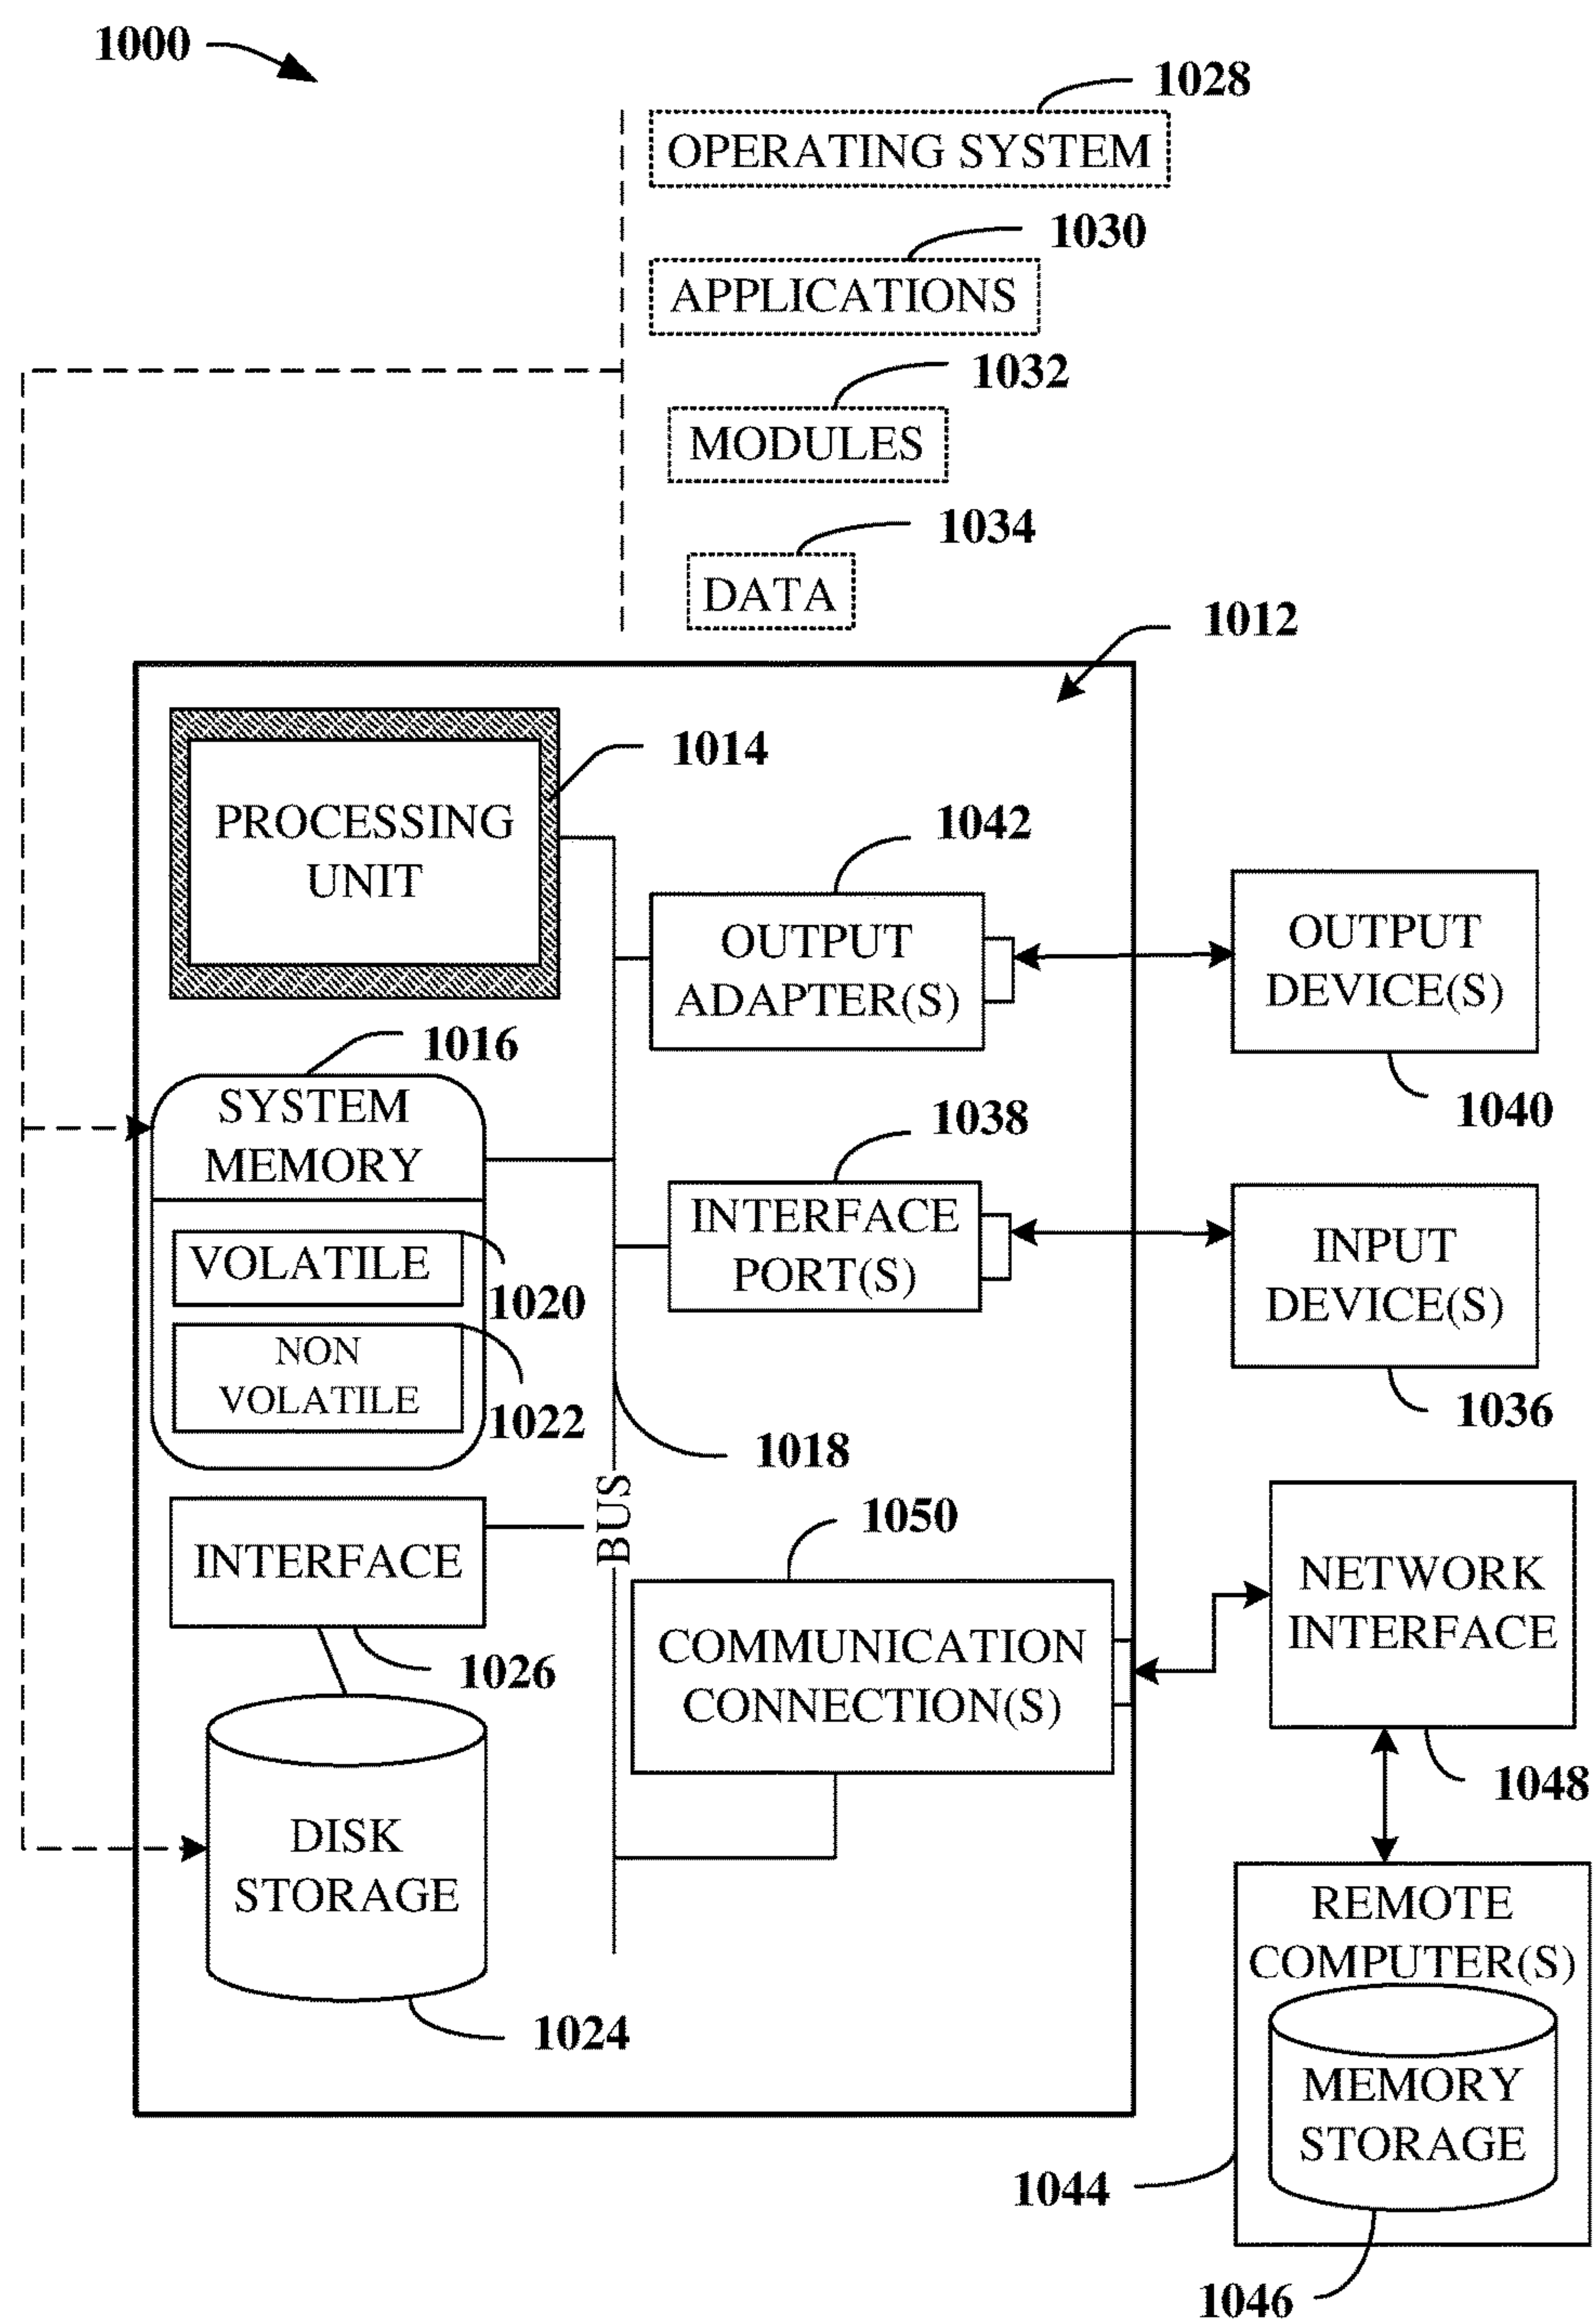 1000
1028
OPERATING SYSTEM
1030
APPLICATIONS
1032
MODULES
1034
DATA
1012
1014
PROCESSING
UNIT
1042
OUTPUT
ADAPTER(S)
OUTPUT
DEVICE(S)
1040
1016
SYSTEM
MEMORY
1038
INTERFACE
PORT(S)
INPUT
DEVICE(S)
1036
VOLATILE
1020
NON
VOLATILE
1022
1018
BUS
INTERFACE
1026
1050
COMMUNICATION
CONNECTION(S)
NETWORK
INTERFACE
1048
DISK
STORAGE
1024
REMOTE
COMPUTER(S)
MEMORY
STORAGE
1044
1046